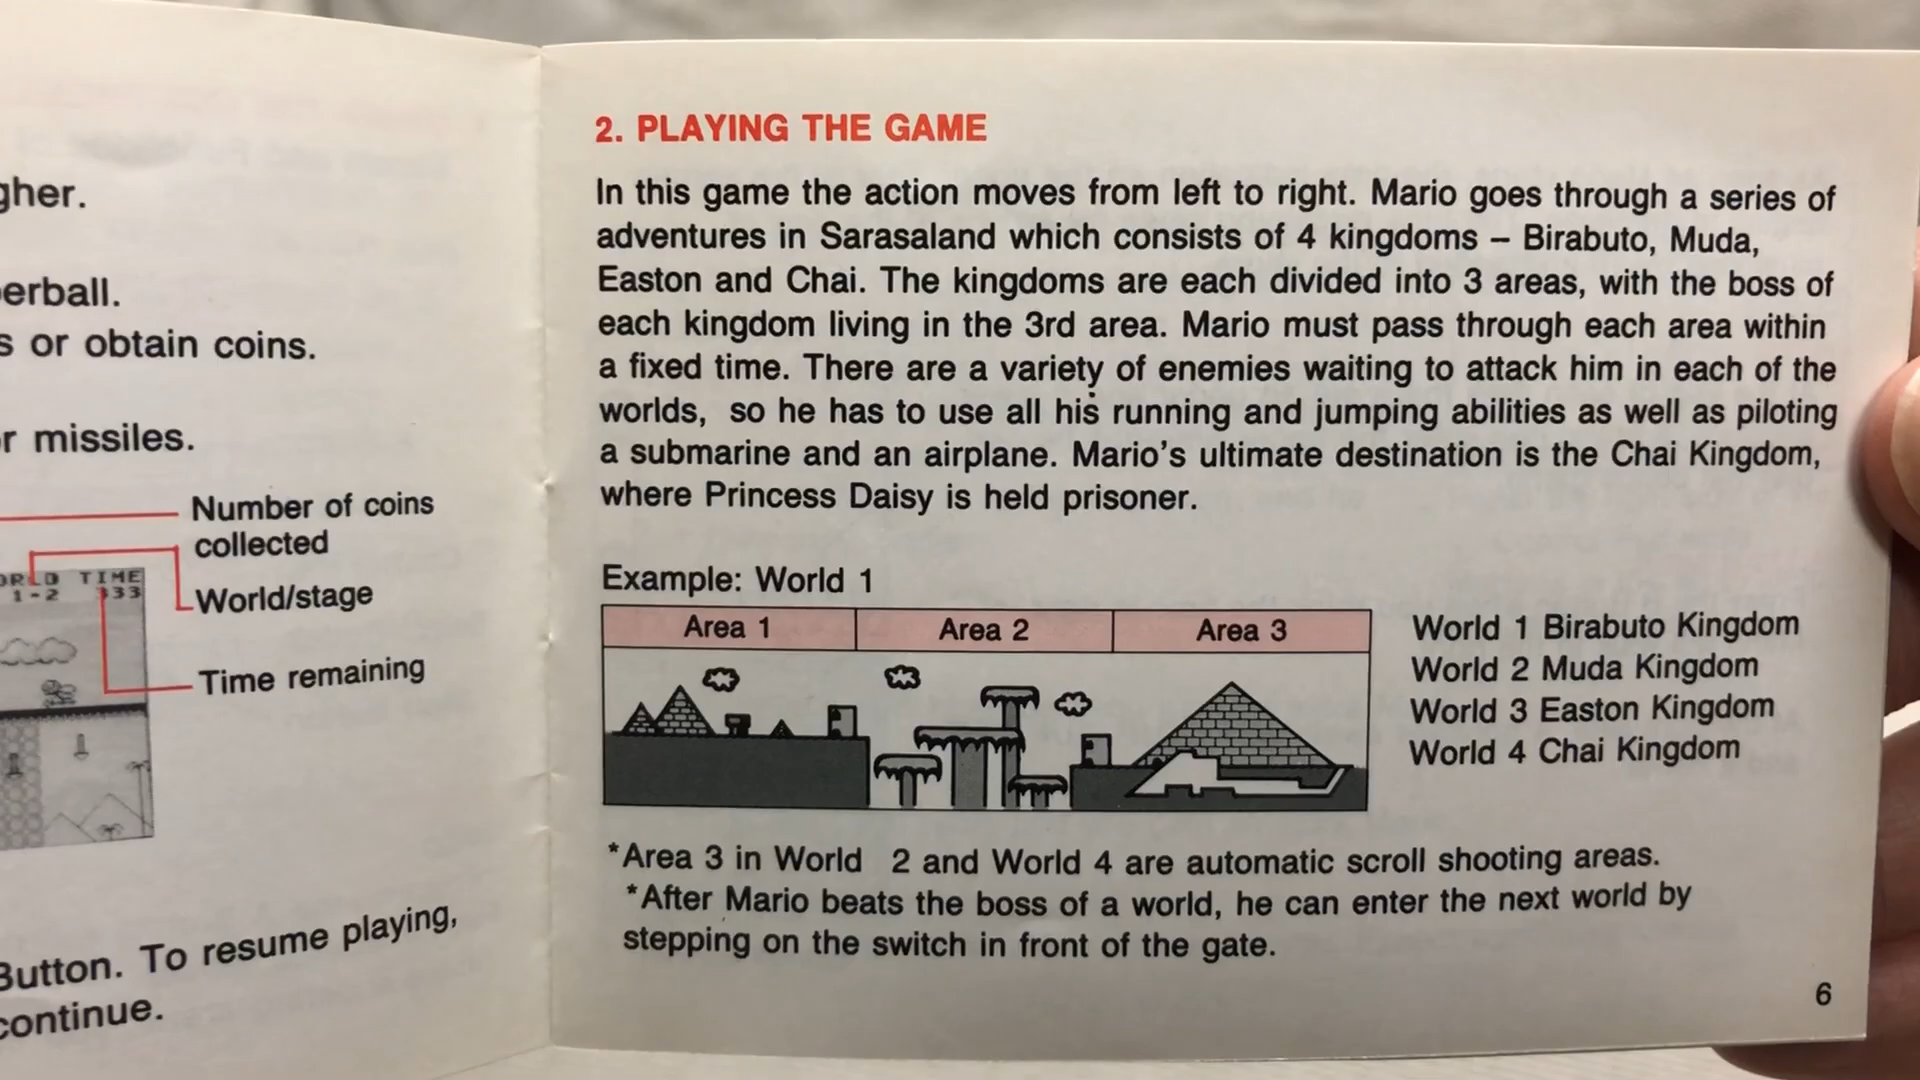 gher.
erball.
s or obtain coins.
r missiles.
Number of coins
collected
WORLD TIME
1-2 333
World/stage
Time remaining
Button. To resume playing,
continue.
2. PLAYING THE GAME
In this game the action moves from left to right. Mario goes through a series of
adventures in Sarasaland which consists of 4 kingdoms – Birabuto, Muda,
Easton and Chai. The kingdoms are each divided into 3 areas, with the boss of
each kingdom living in the 3rd area. Mario must pass through each area within
a fixed time. There are a variety of enemies waiting to attack him in each of the
worlds, so he has to use all his running and jumping abilities as well as piloting
a submarine and an airplane. Mario's ultimate destination is the Chai Kingdom,
where Princess Daisy is held prisoner.
Example: World 1
Area 1 Area 2 Area 3
World 1 Birabuto Kingdom
World 2 Muda Kingdom
World 3 Easton Kingdom
World 4 Chai Kingdom
*Area 3 in World 2 and World 4 are automatic scroll shooting areas.
*After Mario beats the boss of a world, he can enter the next world by
stepping on the switch in front of the gate.
6